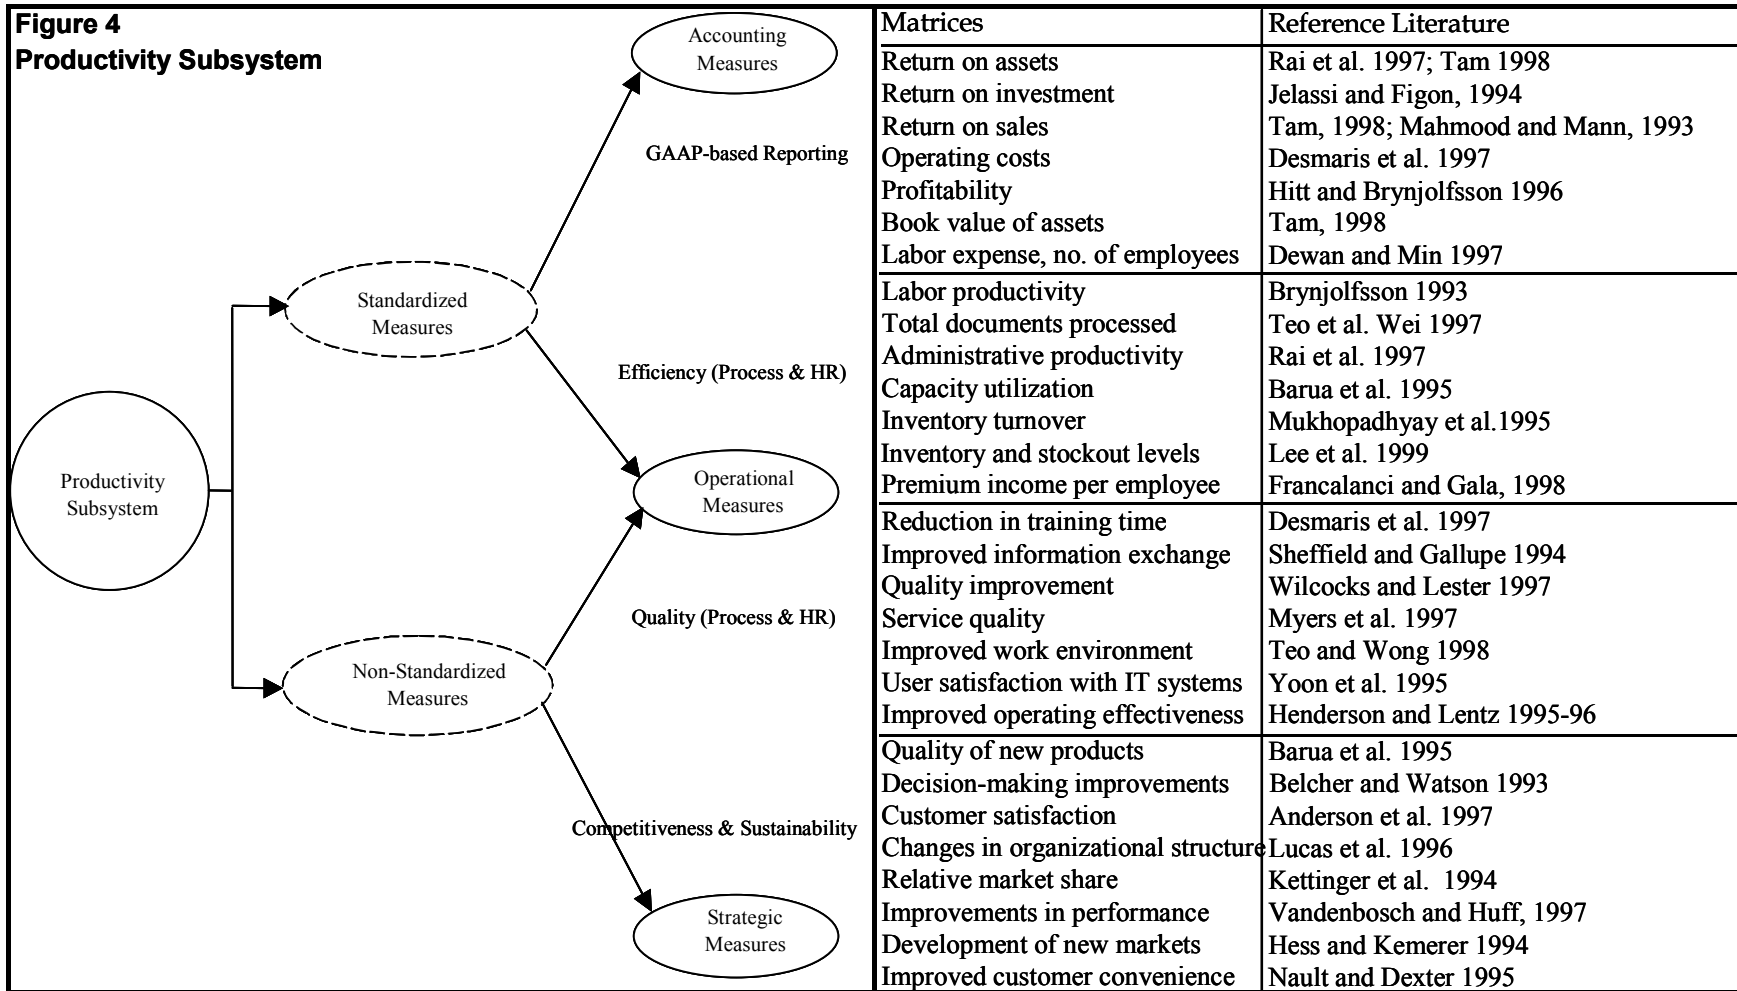 Figure 4
Productivity Subsystem
Accounting
Measures
GAAP-based Reporting
Standardized
Measures
Efficiency (Process & HR)
Productivity
Subsystem
Operational
Measures
Quality (Process & HR)
Non-Standardized
Measures
Competitiveness & Sustainability
Strategic
Measures
Matrices Reference Literature
Return on assets Rai et al. 1997; Tam 1998
Return on investment Jelassi and Figon, 1994
Return on sales Tam, 1998; Mahmood and Mann, 1993
Operating costs Desmaris et al. 1997
Profitability Hitt and Brynjolfsson 1996
Book value of assets Tam, 1998
Labor expense, no. of employees Dewan and Min 1997
Labor productivity Brynjolfsson 1993
Total documents processed Teo et al. Wei 1997
Administrative productivity Rai et al. 1997
Capacity utilization Barua et al. 1995
Inventory turnover Mukhopadhyay et al.1995
Inventory and stockout levels Lee et al. 1999
Premium income per employee Francalanci and Gala, 1998
Reduction in training time Desmaris et al. 1997
Improved information exchange Sheffield and Gallupe 1994
Quality improvement Wilcocks and Lester 1997
Service quality Myers et al. 1997
Improved work environment Teo and Wong 1998
User satisfaction with IT systems Yoon et al. 1995
Improved operating effectiveness Henderson and Lentz 1995-96
Quality of new products Barua et al. 1995
Decision-making improvements Belcher and Watson 1993
Customer satisfaction Anderson et al. 1997
Changes in organizational structure Lucas et al. 1996
Relative market share Kettinger et al. 1994
Improvements in performance Vandenbosch and Huff, 1997
Development of new markets Hess and Kemerer 1994
Improved customer convenience Nault and Dexter 1995